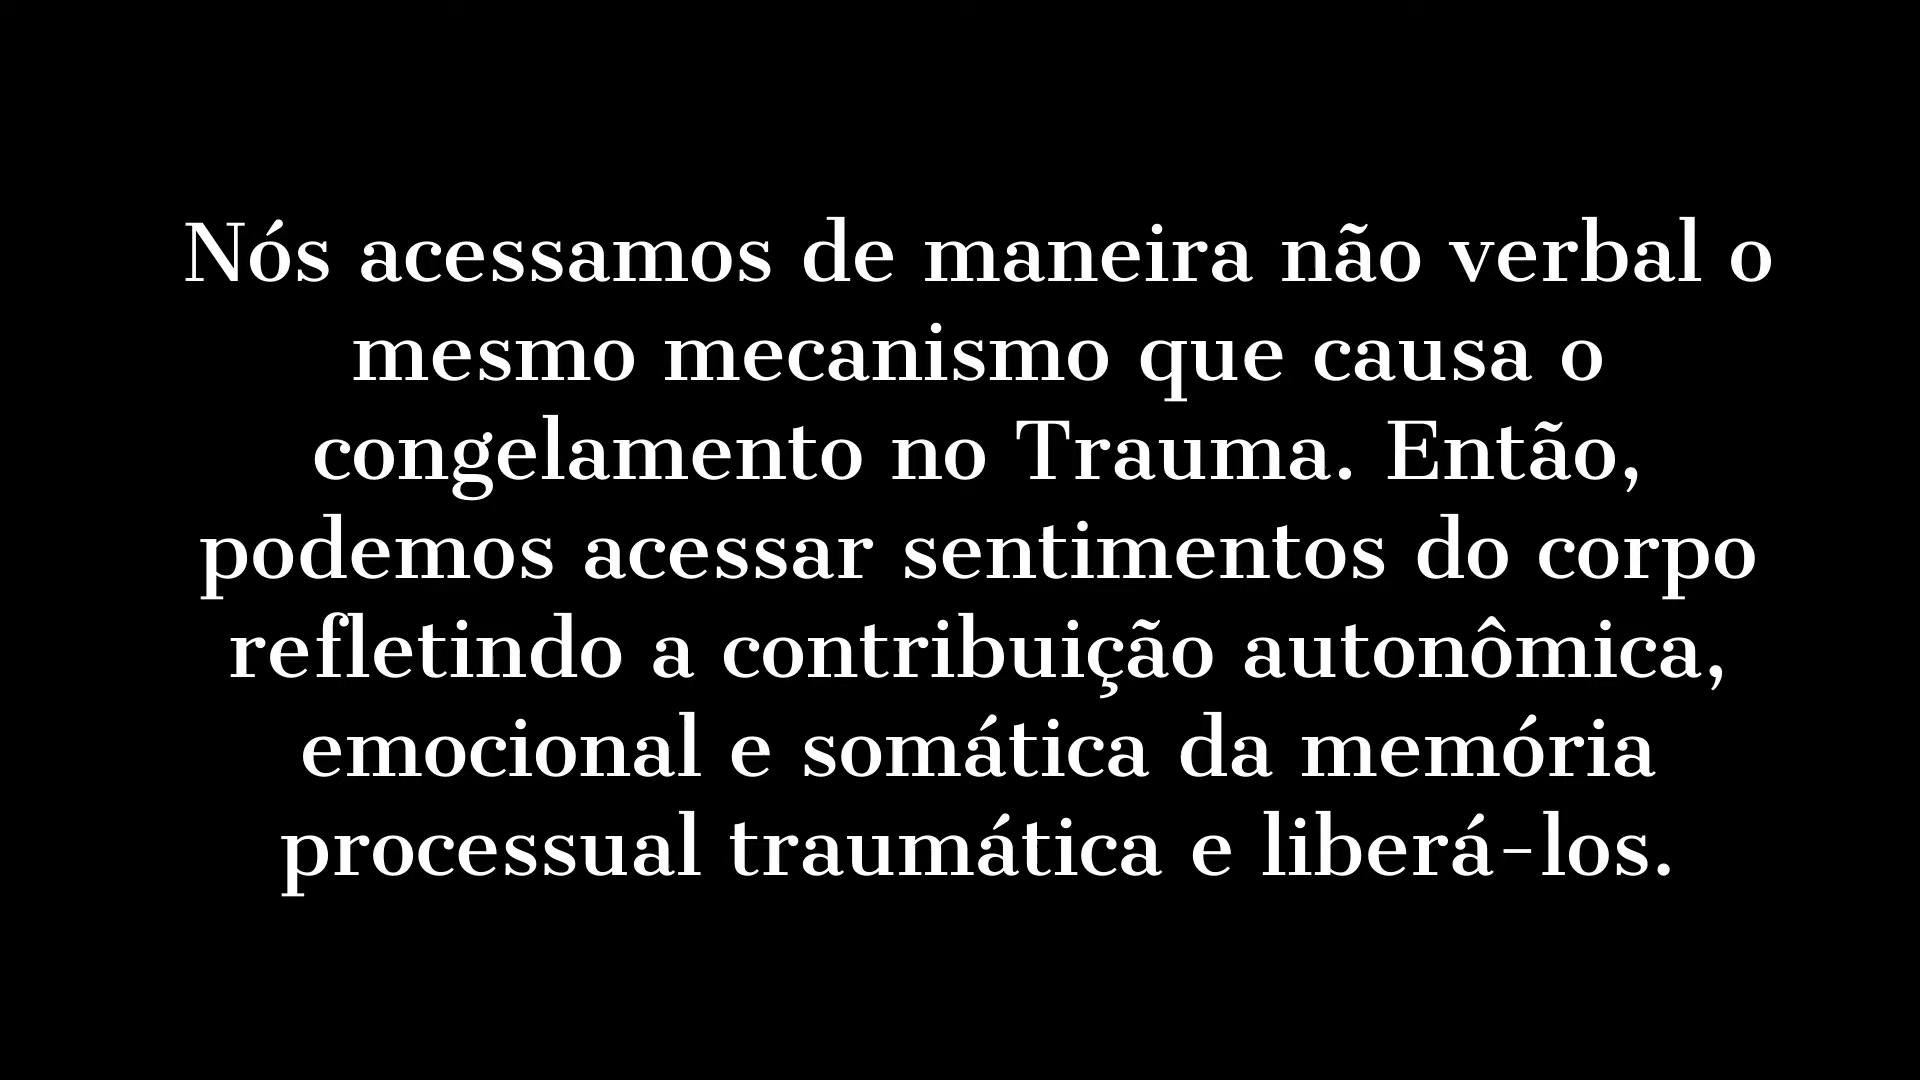 Nós acessamos de maneira não verbal o
mesmo mecanismo que causa o
congelamento no Trauma. Então,
podemos acessar sentimentos do corpo
refletindo a contribuição autonômica,
emocional e somática da memória
processual traumática e liberá-los.